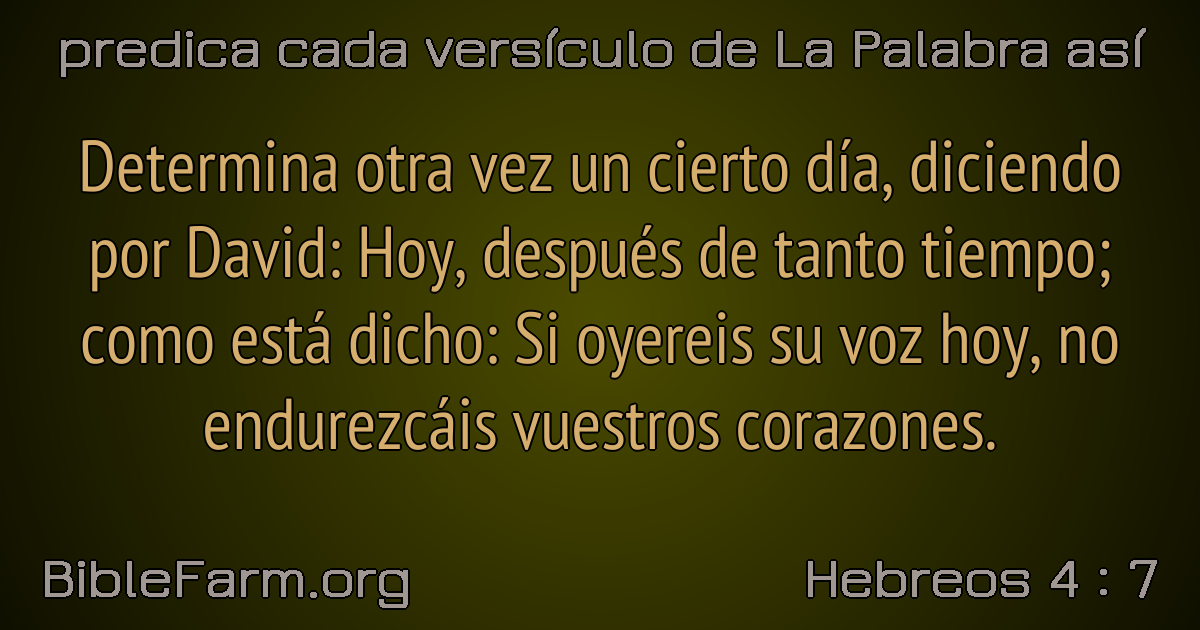 predica cada versículo de La Palabra así
Determina otra vez un cierto día, diciendo
por David: Hoy, después de tanto tiempo;
como está dicho: Si oyereis su voz hoy, no
endurezcáis vuestros corazones.
BibleFarm.org
Hebreos 4 : 7